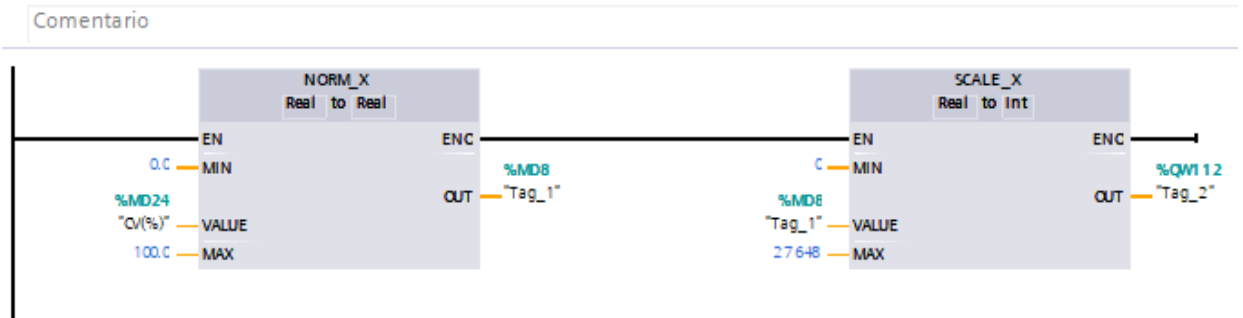 Comentario
NORM_X
Real to Real
EN ENO
0.0 MIN
%MD8
OUT "Tag_1"
%MD24
"CV(%)" VALUE
100.0 MAX
SCALE_X
Real to Int
EN ENO
0 MIN
%QW112
OUT "Tag_2"
%MD8
"Tag_1" VALUE
27648 MAX